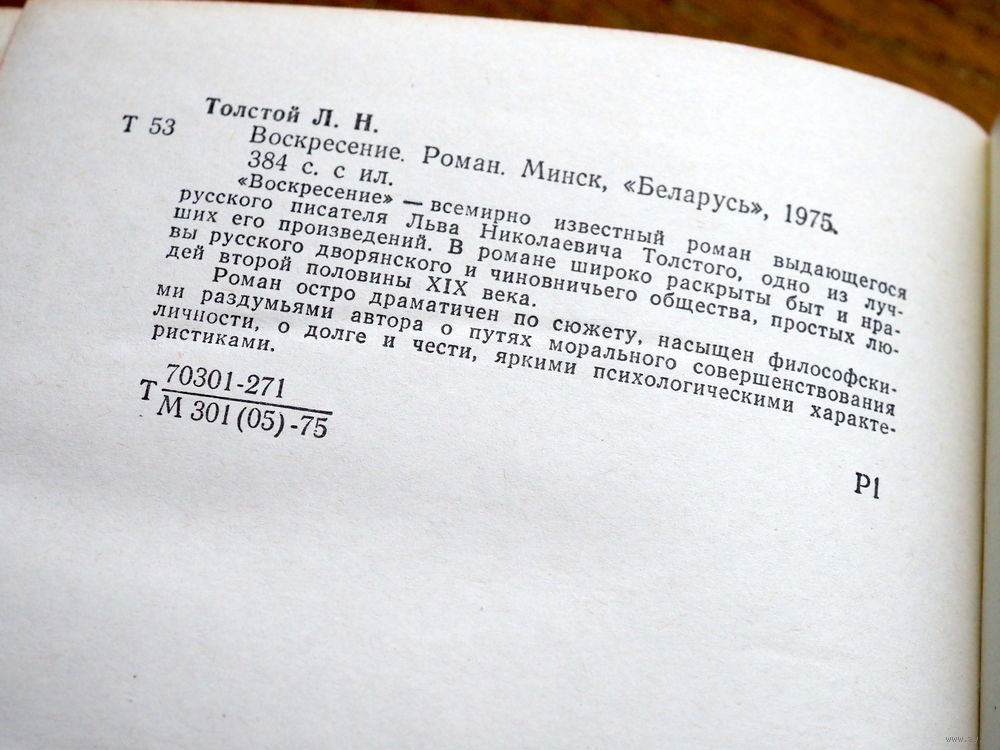 Толстой Л. Н.
Т 53
Воскресение. Роман. Минск, «Беларусь», 1975.
384 с. с ил.
«Воскресение» — всемирно известный роман выдающегося
русского писателя Льва Николаевича Толстого, одно из луч-
ших его произведений. В романе широко раскрыты быт и нра-
вы русского дворянского и чиновничьего общества, простых лю-
дей второй половины XIX века.
Роман остро драматичен по сюжету, насыщен философски-
ми раздумьями автора о путях морального совершенствования
личности, о долге и чести, яркими психологическими характе-
ристиками.
Т 70301-271
М 301(05)-75
Р1